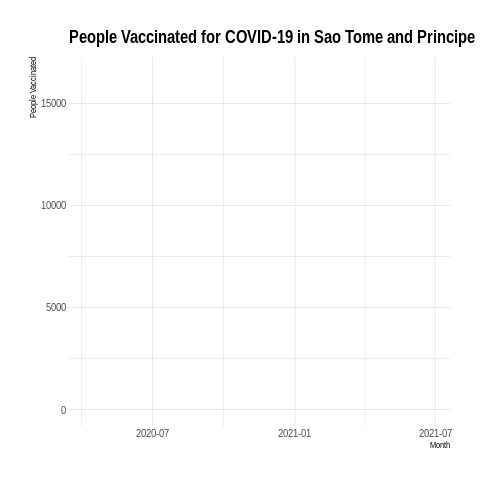 People Vaccinated for COVID-19 in Sao Tome and Principe
People Vaccinated
15000
10000
5000
0
2020-07 2021-01 2021-07
Month